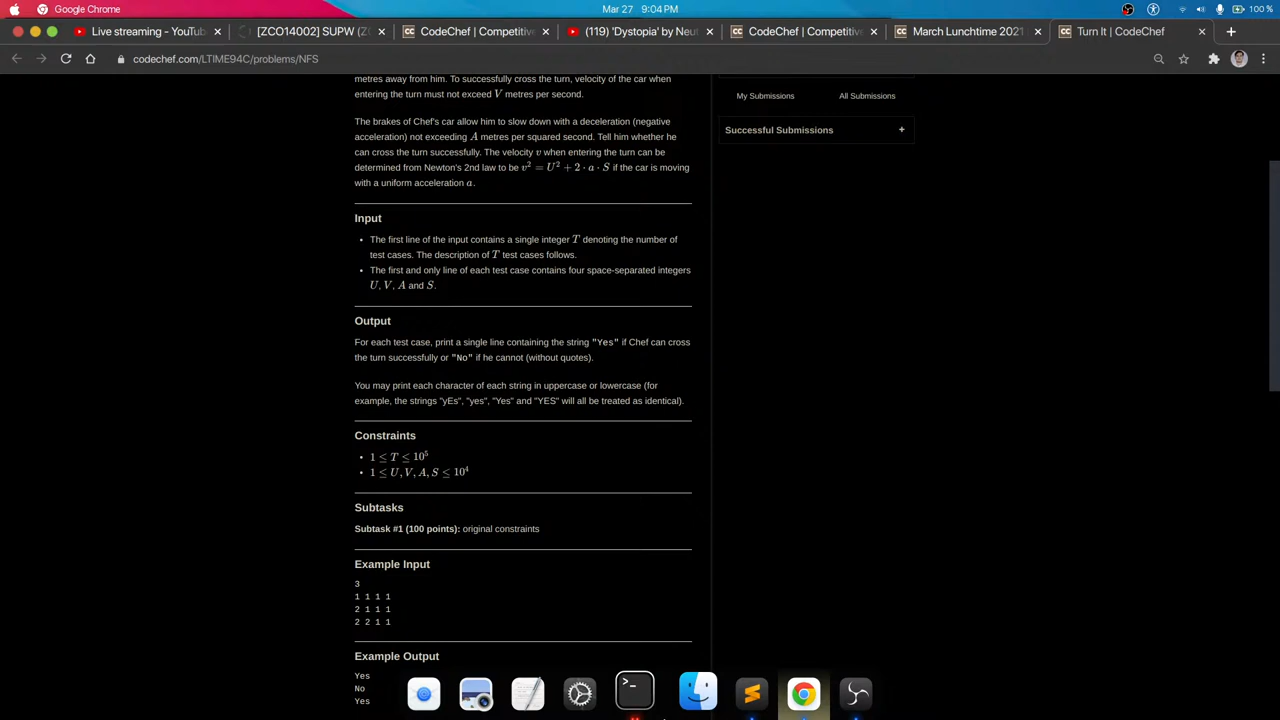 Google Chrome
Mar 27 9:04 PM
100 %
Live streaming - YouTub
[ZCO14002] SUPW (ZC
CodeChef | Competitive
(119) 'Dystopia' by Neut
CodeChef | Competitive
March Lunchtime 2021
Turn It | CodeChef
codechef.com/LTIME94C/problems/NFS
metres away from him. To successfully cross the turn, velocity of the car when
entering the turn must not exceed V metres per second.
The brakes of Chef's car allow him to slow down with a deceleration (negative
acceleration) not exceeding A metres per squared second. Tell him whether he
can cross the turn successfully. The velocity v when entering the turn can be
determined from Newton's 2nd law to be v² = U² + 2 · a · S if the car is moving
with a uniform acceleration a.
Input
• The first line of the input contains a single integer T denoting the number of
test cases. The description of T test cases follows.
• The first and only line of each test case contains four space-separated integers
U, V, A and S.
Output
For each test case, print a single line containing the string "Yes" if Chef can cross
the turn successfully or "No" if he cannot (without quotes).
You may print each character of each string in uppercase or lowercase (for
example, the strings "yEs", "yes", "Yes" and "YES" will all be treated as identical).
Constraints
• 1 ≤ T ≤ 10⁵
• 1 ≤ U, V, A, S ≤ 10⁴
Subtasks
Subtask #1 (100 points): original constraints
Example Input
3
1 1 1 1
2 1 1 1
2 2 1 1
Example Output
Yes
No
Yes
My Submissions
All Submissions
Successful Submissions +